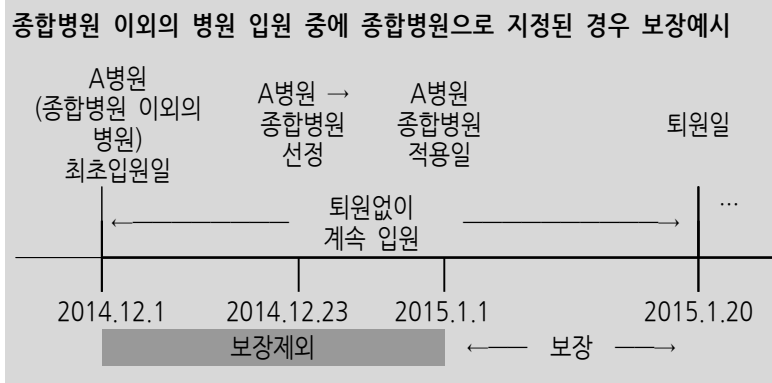 종합병원 이외의 병원 입원 중에 종합병원으로 지정된 경우 보장예시
A병원
(종합병원 이외의
병원)
최초입원일
A병원 →
종합병원
선정
A병원
종합병원
적용일
퇴원일
퇴원없이
계속 입원
…
2014.12.1
2014.12.23
2015.1.1
2015.1.20
보장제외
보장